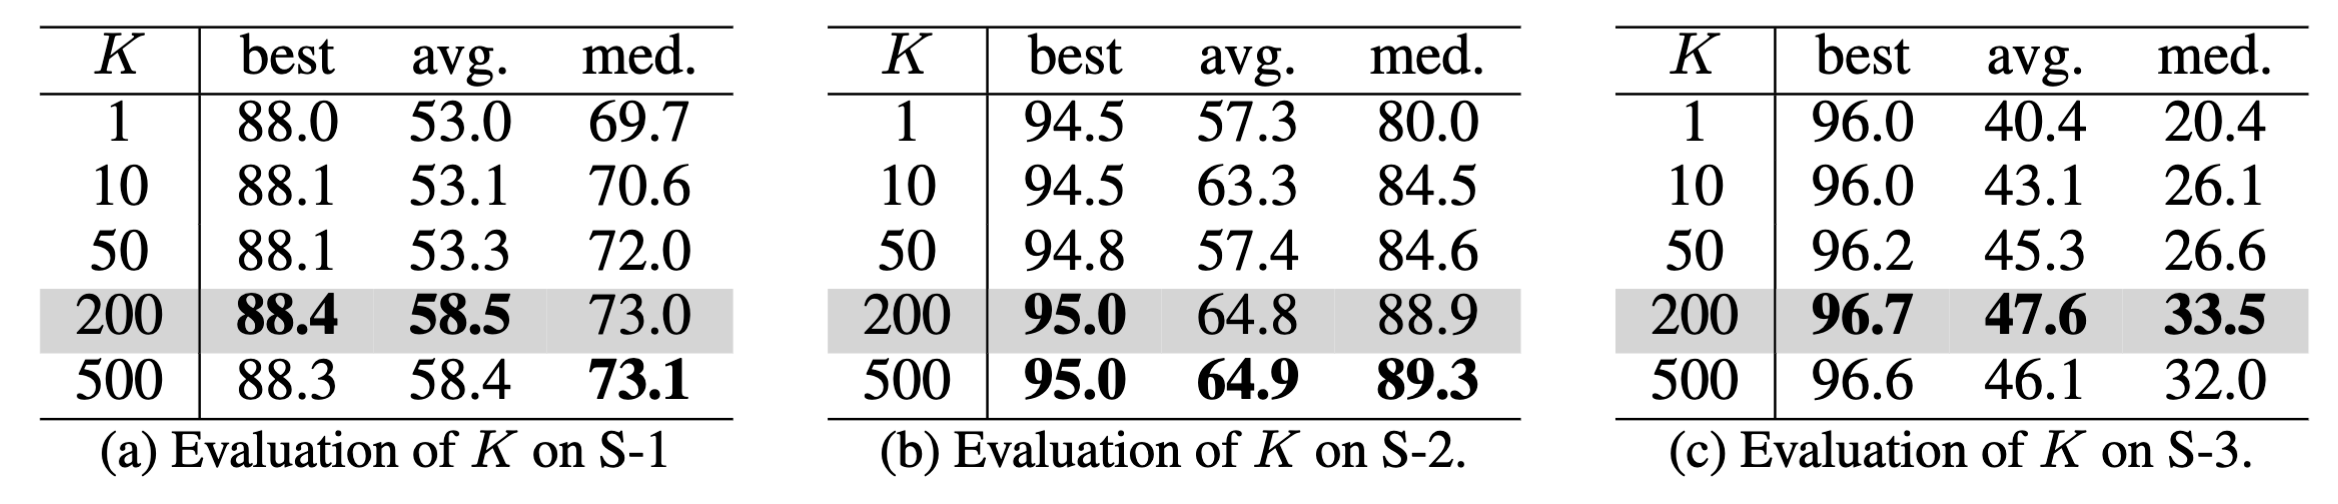 K best avg. med.
1 88.0 53.0 69.7
10 88.1 53.1 70.6
50 88.1 53.3 72.0
200 88.4 58.5 73.0
500 88.3 58.4 73.1
(a) Evaluation of K on S-1
K best avg. med.
1 94.5 57.3 80.0
10 94.5 63.3 84.5
50 94.8 57.4 84.6
200 95.0 64.8 88.9
500 95.0 64.9 89.3
(b) Evaluation of K on S-2.
K best avg. med.
1 96.0 40.4 20.4
10 96.0 43.1 26.1
50 96.2 45.3 26.6
200 96.7 47.6 33.5
500 96.6 46.1 32.0
(c) Evaluation of K on S-3.